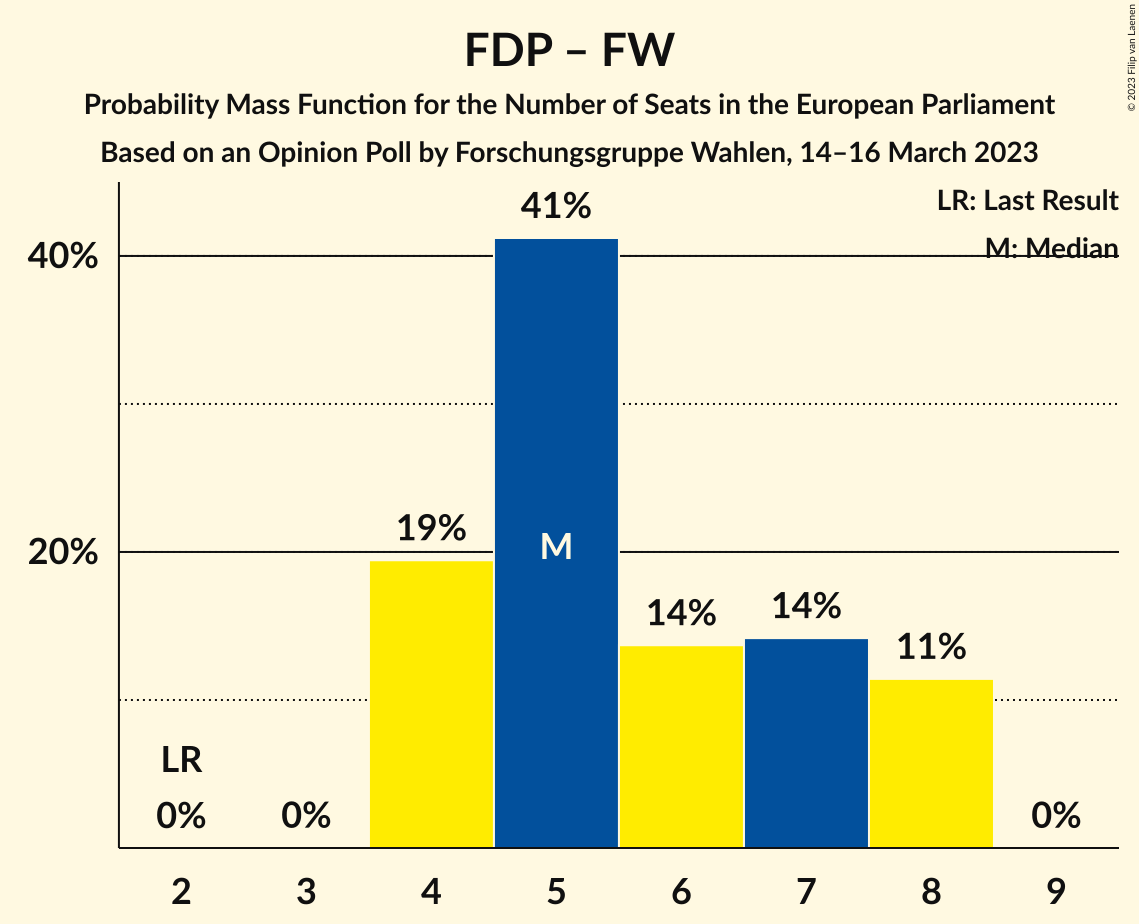 FDP – FW
Probability Mass Function for the Number of Seats in the European Parliament
Based on an Opinion Poll by Forschungsgruppe Wahlen, 14–16 March 2023
© 2023 Filip van Laenen
LR: Last Result
M: Median
41%
40%
19%
20%
M
14%
14%
11%
LR
0%
0%
0%
2
3
4
5
6
7
8
9